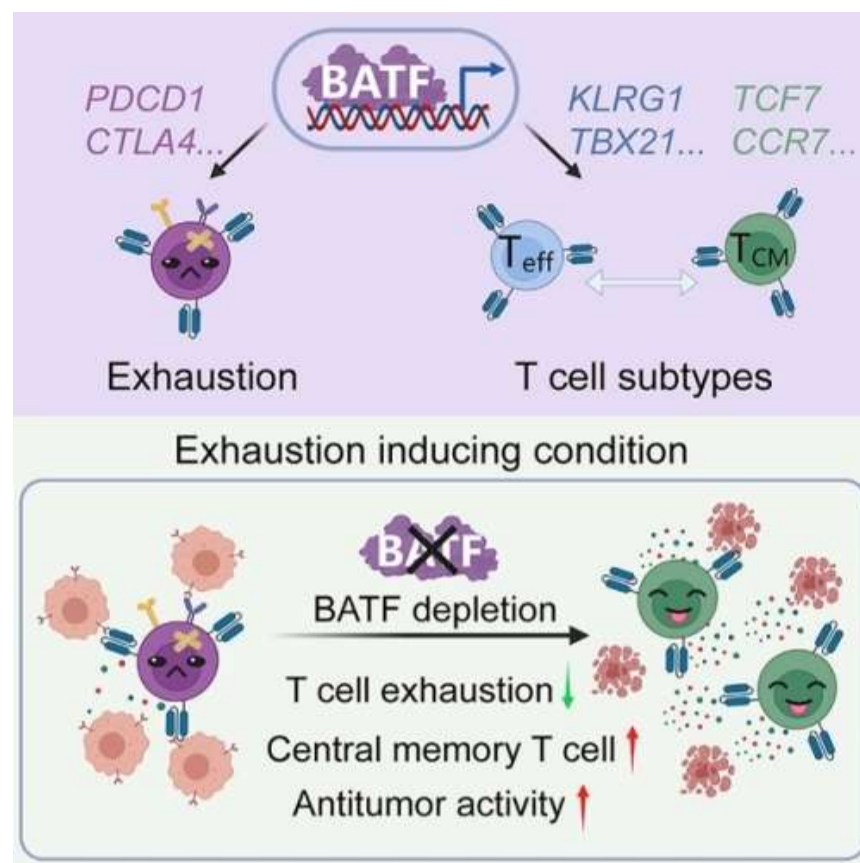 BATF
PDCD1
CTLA4...
KLRG1
TBX21...
TCF7
CCR7...
Teff
TCM
Exhaustion
T cell subtypes
Exhaustion inducing condition
BATF
BATF depletion
T cell exhaustion
Central memory T cell
Antitumor activity